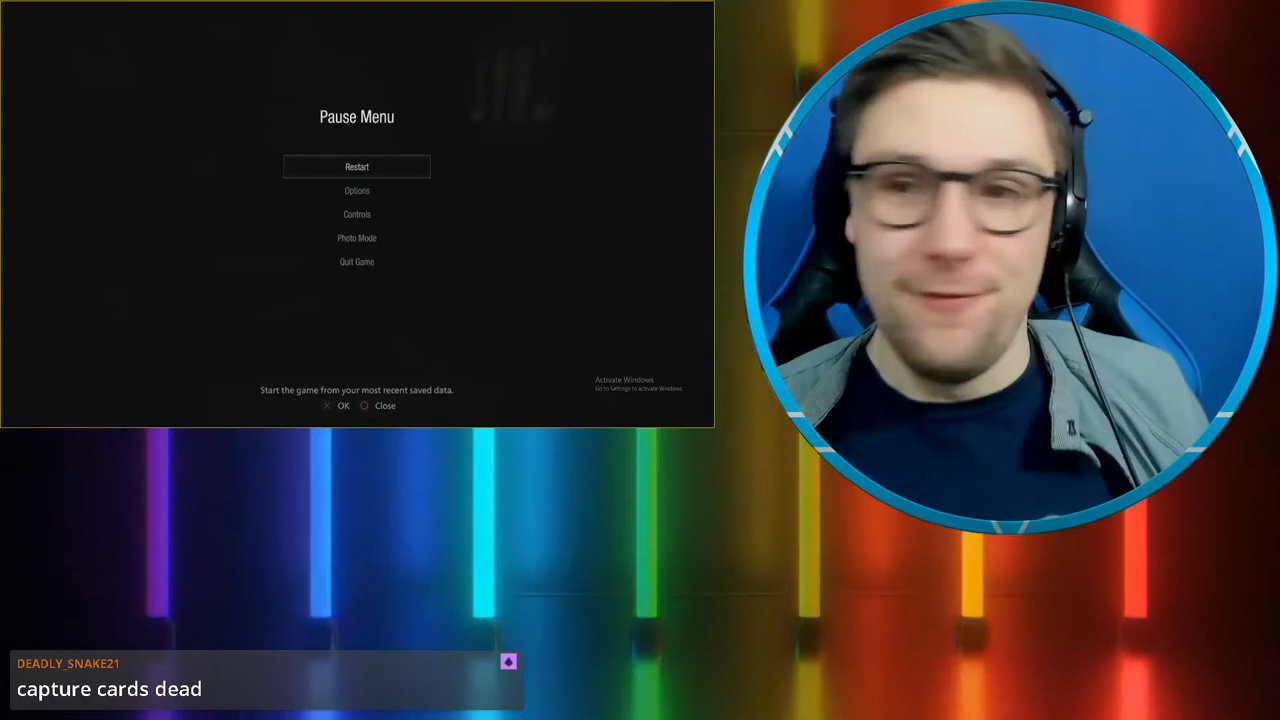 Pause Menu
Restart
Options
Controls
Photo Mode
Quit Game
Start the game from your most recent saved data.
OK Close
Activate Windows
Go to Settings to activate Windows.
DEADLY_SNAKE21
capture cards dead